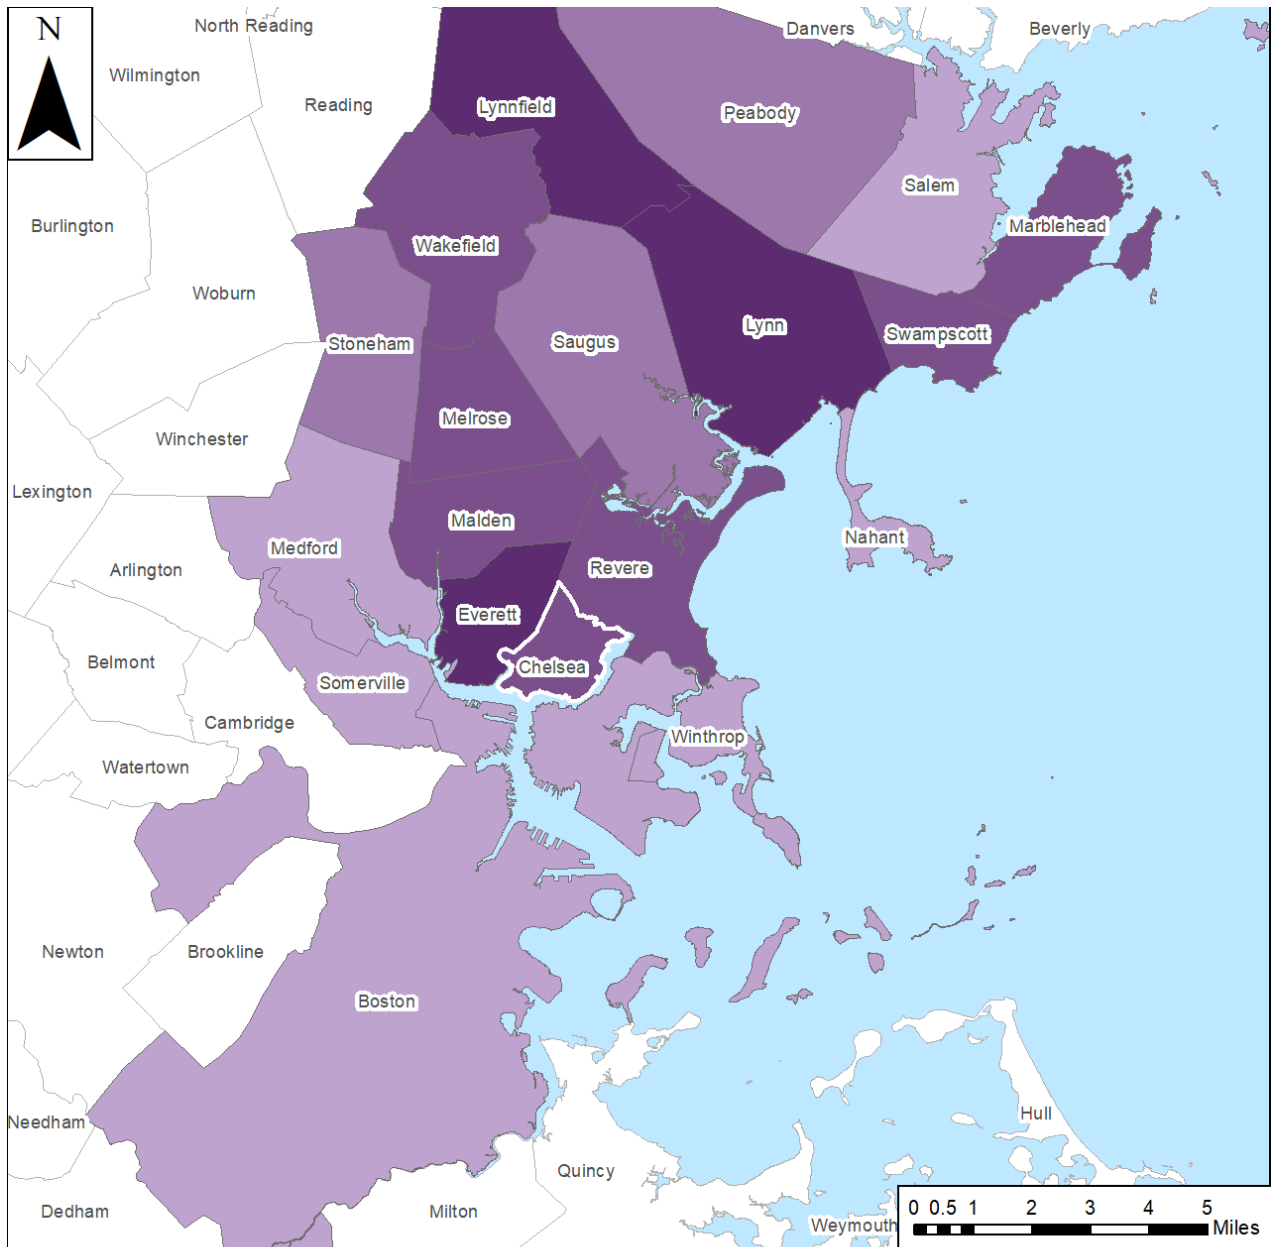 N
North Reading
Danvers
Beverly
Wilmington
Reading
Lynnfield
Peabody
Salem
Burlington
Marblehead
Wakefield
Woburn
Lynn
Swampscott
Stoneham
Saugus
Melrose
Winchester
Lexington
Malden
Nahant
Medford
Arlington
Revere
Everett
Belmont
Chelsea
Somerville
Cambridge
Winthrop
Watertown
Newton
Brookline
Boston
Hull
Needham
Quincy
Dedham
Milton
Weymouth
0 0.5 1 2 3 4 5
Miles